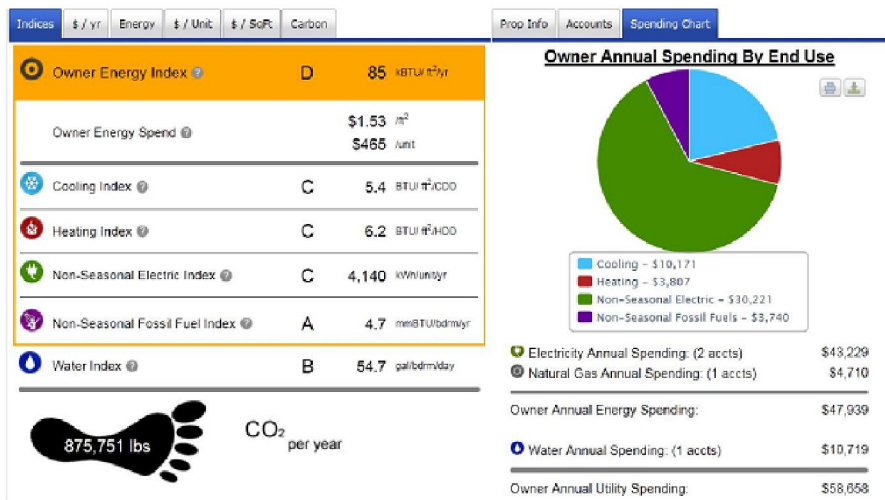 Indices $ / yr Energy $ / Unit $ / SqFt Carbon
Owner Energy Index D 85 kBTU/ ft²/yr
Owner Energy Spend $1.53 /ft²
$465 /unit
Cooling Index C 5.4 BTU/ ft²/CDD
Heating Index C 6.2 BTU/ ft²/HDD
Non-Seasonal Electric Index C 4,140 kWh/unit/yr
Non-Seasonal Fossil Fuel Index A 4.7 mmBTU/bdrm/yr
Water Index B 54.7 gal/bdrm/day
875,751 lbs
CO₂ per year
Prop Info Accounts Spending Chart
Owner Annual Spending By End Use
Cooling - $10,171
Heating - $3,807
Non-Seasonal Electric - $30,221
Non-Seasonal Fossil Fuels - $3,740
Electricity Annual Spending: (2 accts) $43,229
Natural Gas Annual Spending: (1 accts) $4,710
Owner Annual Energy Spending: $47,939
Water Annual Spending: (1 accts) $10,719
Owner Annual Utility Spending: $58,658